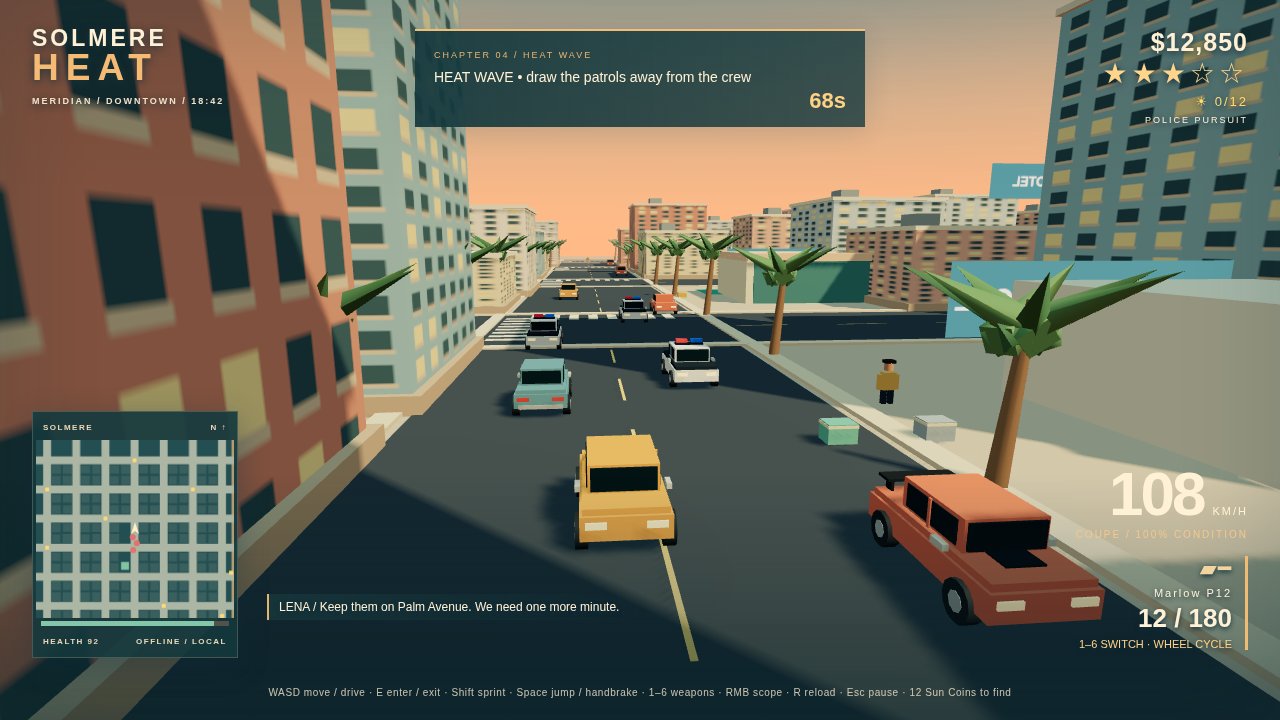 SOLMERE
HEAT
MERIDIAN / DOWNTOWN / 18:42
CHAPTER 04 / HEAT WAVE
HEAT WAVE • draw the patrols away from the crew
68s
$12,850
★★★☆☆
☀ 0/12
POLICE PURSUIT
HOTEL
SOLMERE N ↑
HEALTH 92 OFFLINE / LOCAL
LENA / Keep them on Palm Avenue. We need one more minute.
108 KM/H
COUPE / 100% CONDITION
Marlow P12
12 / 180
1–6 SWITCH · WHEEL CYCLE
WASD move / drive · E enter / exit · Shift sprint · Space jump / handbrake · 1–6 weapons · RMB scope · R reload · Esc pause · 12 Sun Coins to find